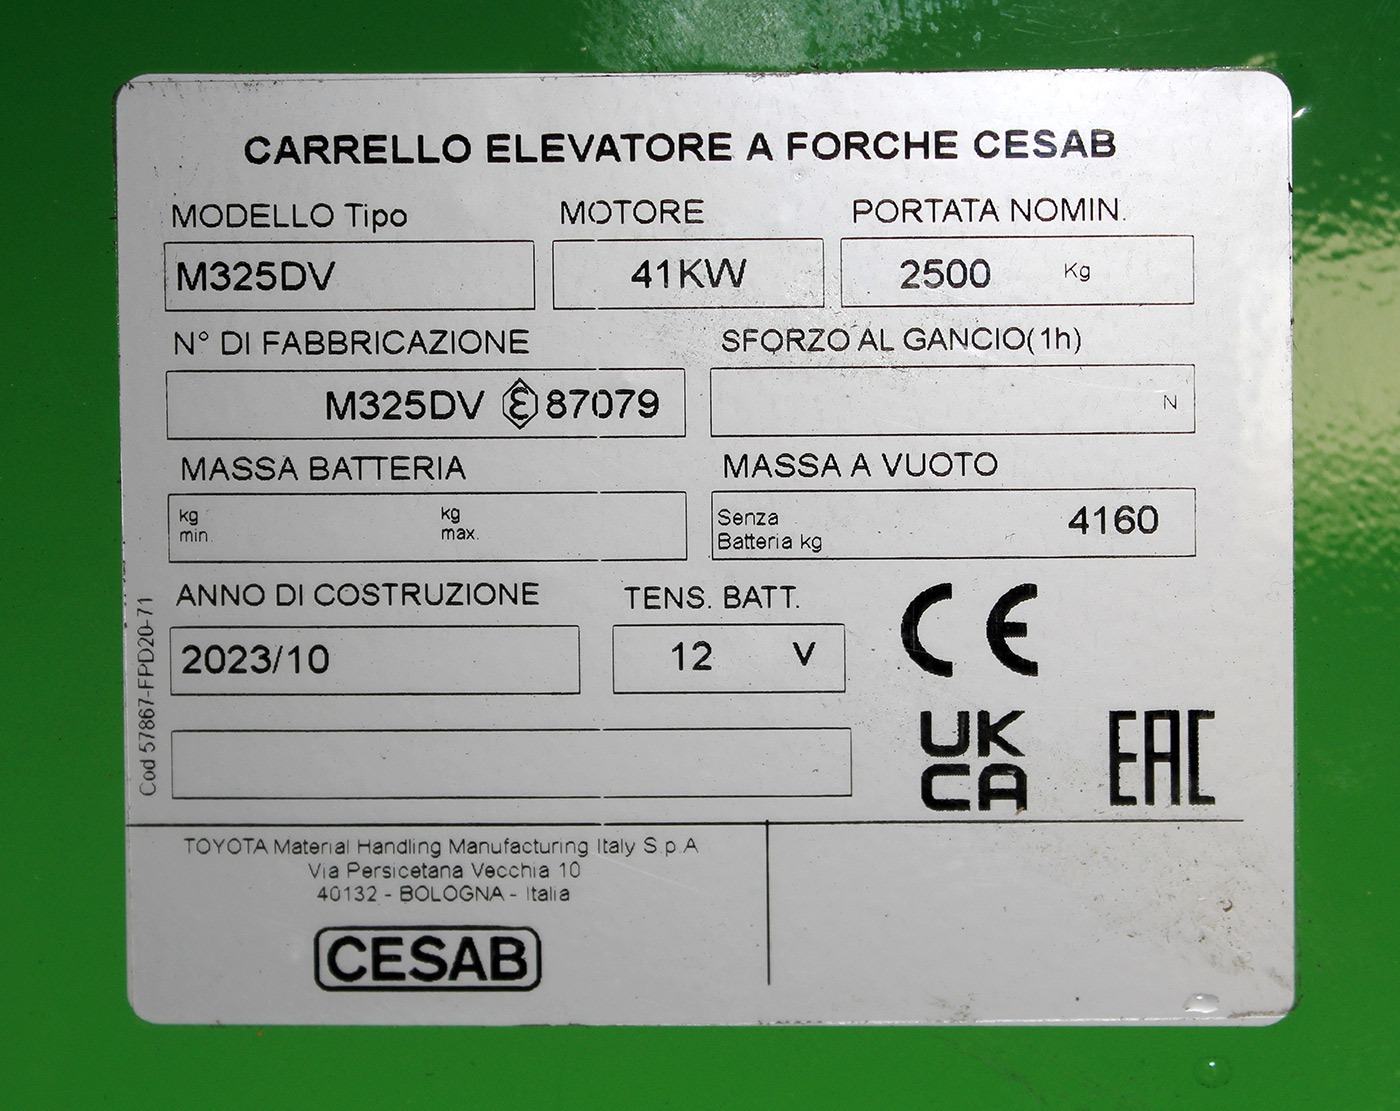 CARRELLO ELEVATORE A FORCHE CESAB
MODELLO Tipo MOTORE PORTATA NOMIN.
M325DV 41KW 2500 Kg
N° DI FABBRICAZIONE SFORZO AL GANCIO(1h)
M325DV Ɛ 87079 N
MASSA BATTERIA MASSA A VUOTO
kg min. kg max. Senza Batteria kg 4160
ANNO DI COSTRUZIONE TENS. BATT.
2023/10 12 V
CE
UK
CA
EAC
Cod 57867-FPD20-71
TOYOTA Material Handling Manufacturing Italy S.p.A
Via Persicetana Vecchia 10
40132 - BOLOGNA - Italia
CESAB